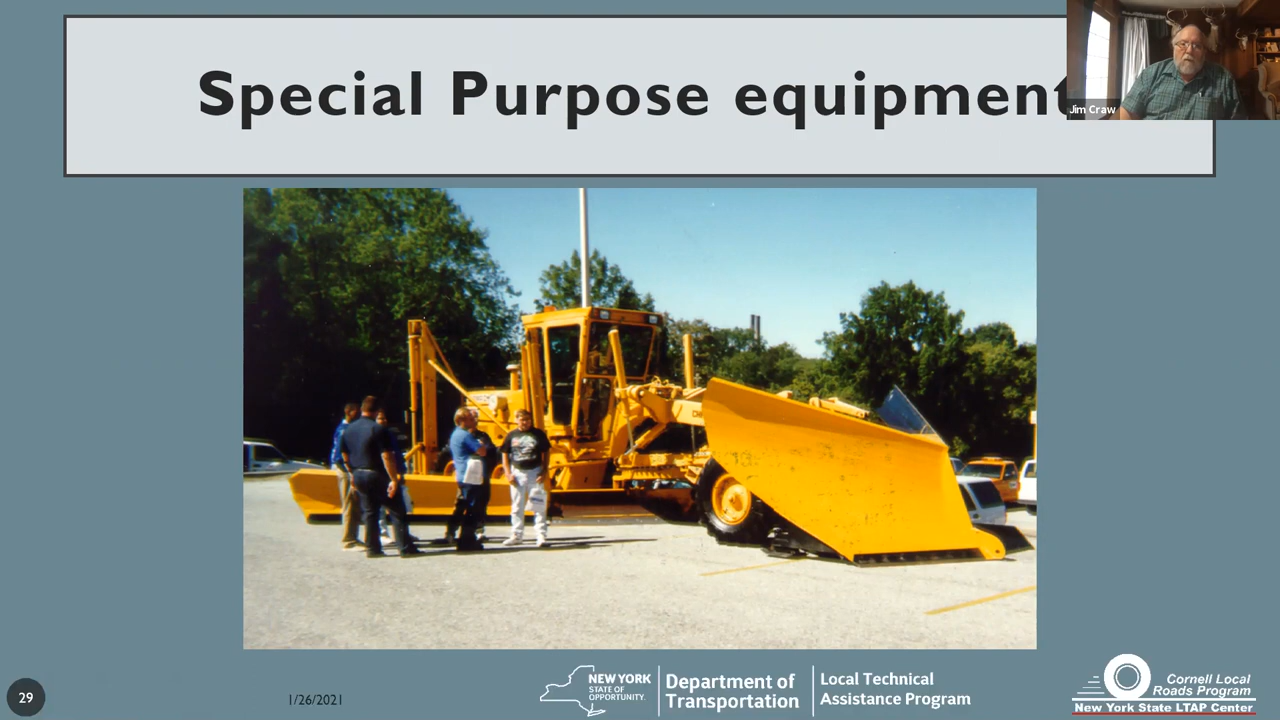 Special Purpose equipment
Jim Craw
29
1/26/2021
NEW YORK
STATE OF
OPPORTUNITY.
Department of
Transportation
Local Technical
Assistance Program
Cornell Local
Roads Program
New York State LTAP Center